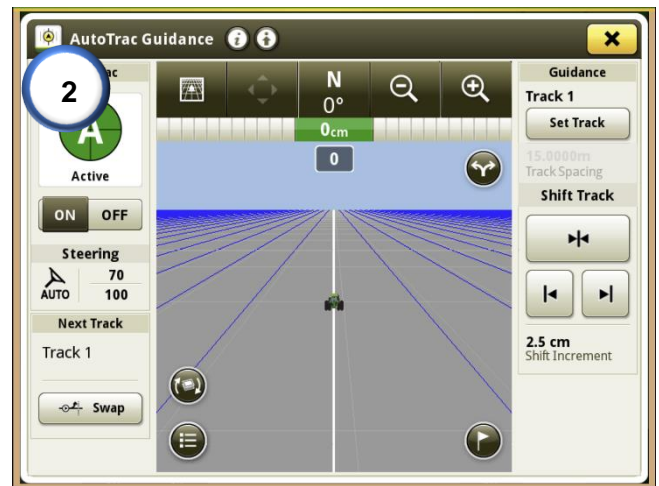 AutoTrac Guidance
2
ac
A
Active
ON OFF
Steering
AUTO
70
100
Next Track
Track 1
Swap
N
0°
0cm
0
Guidance
Track 1
Set Track
15.0000m
Track Spacing
Shift Track
2.5 cm
Shift Increment